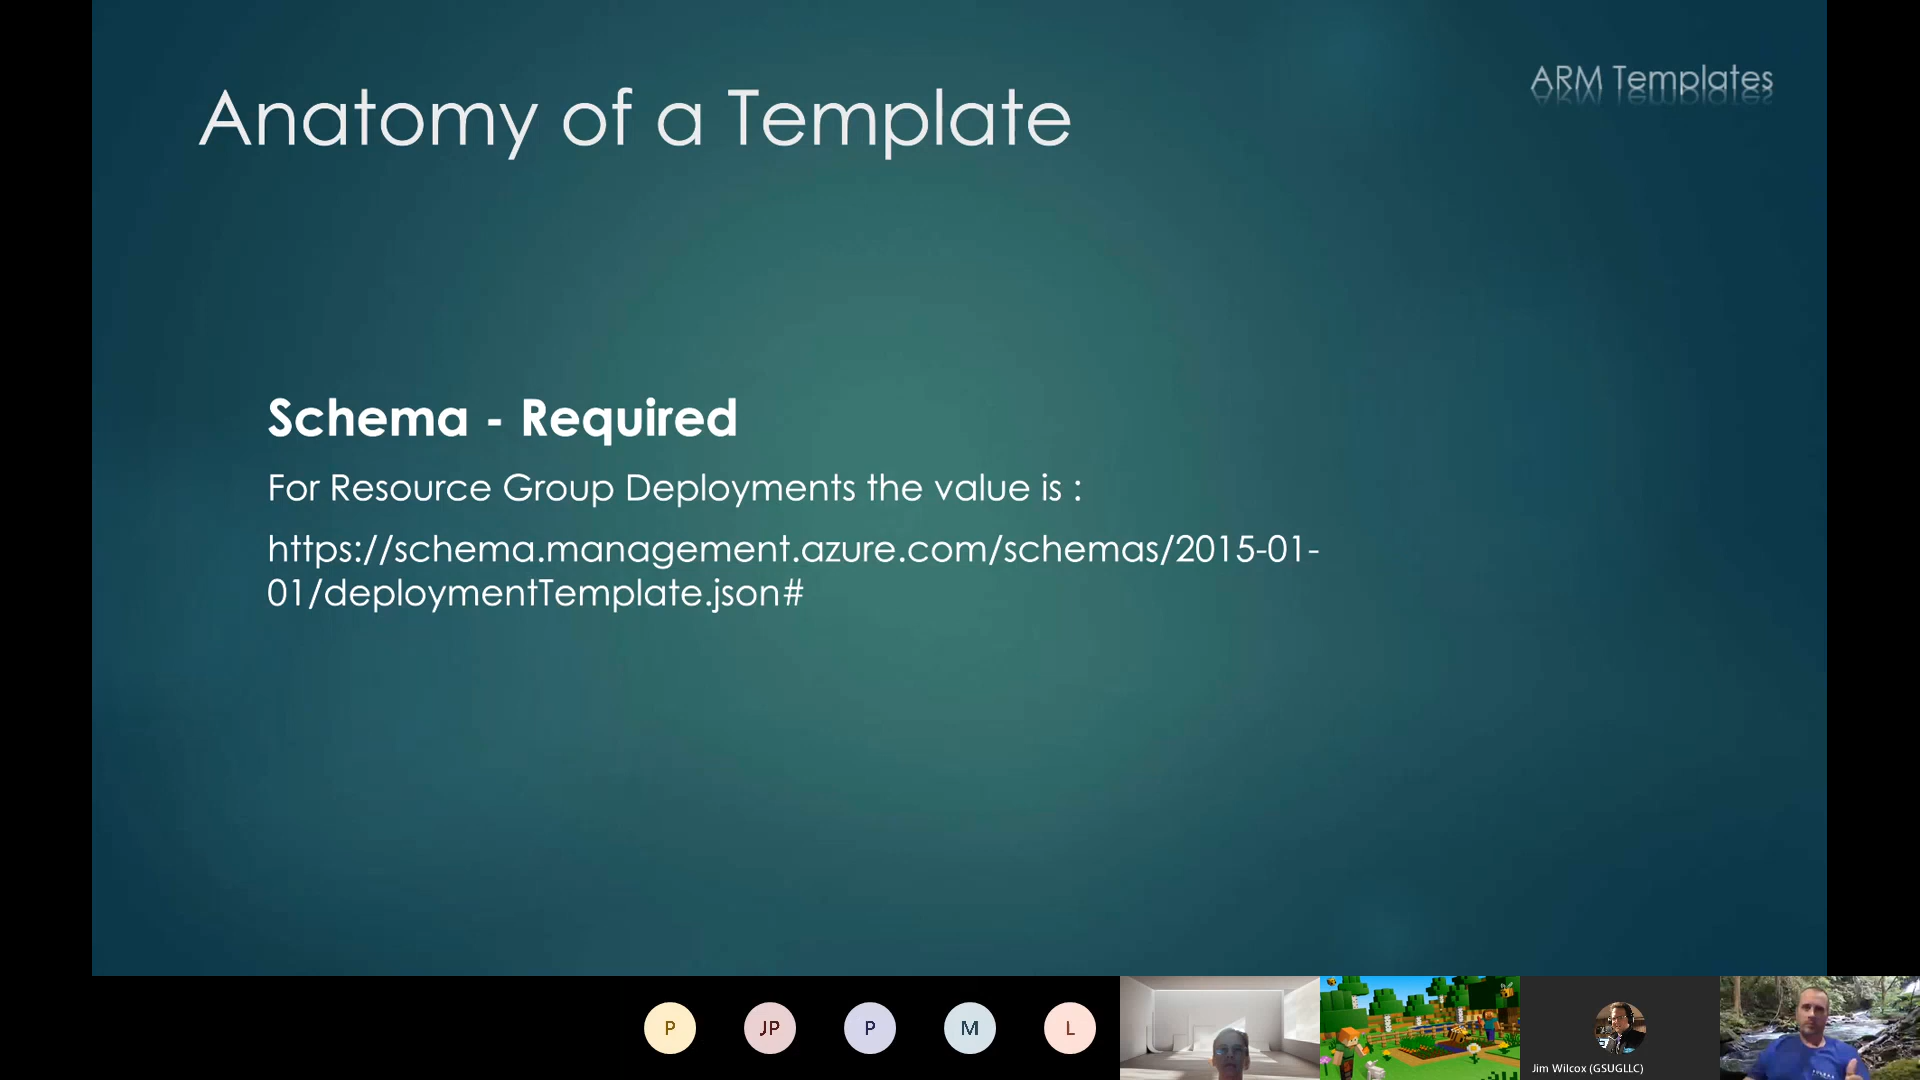 ARM Templates
Anatomy of a Template
Schema - Required
For Resource Group Deployments the value is :
https://schema.management.azure.com/schemas/2015-01-
01/deploymentTemplate.json#
P
JP
P
M
L
Jim Wilcox (GSUGLLC)